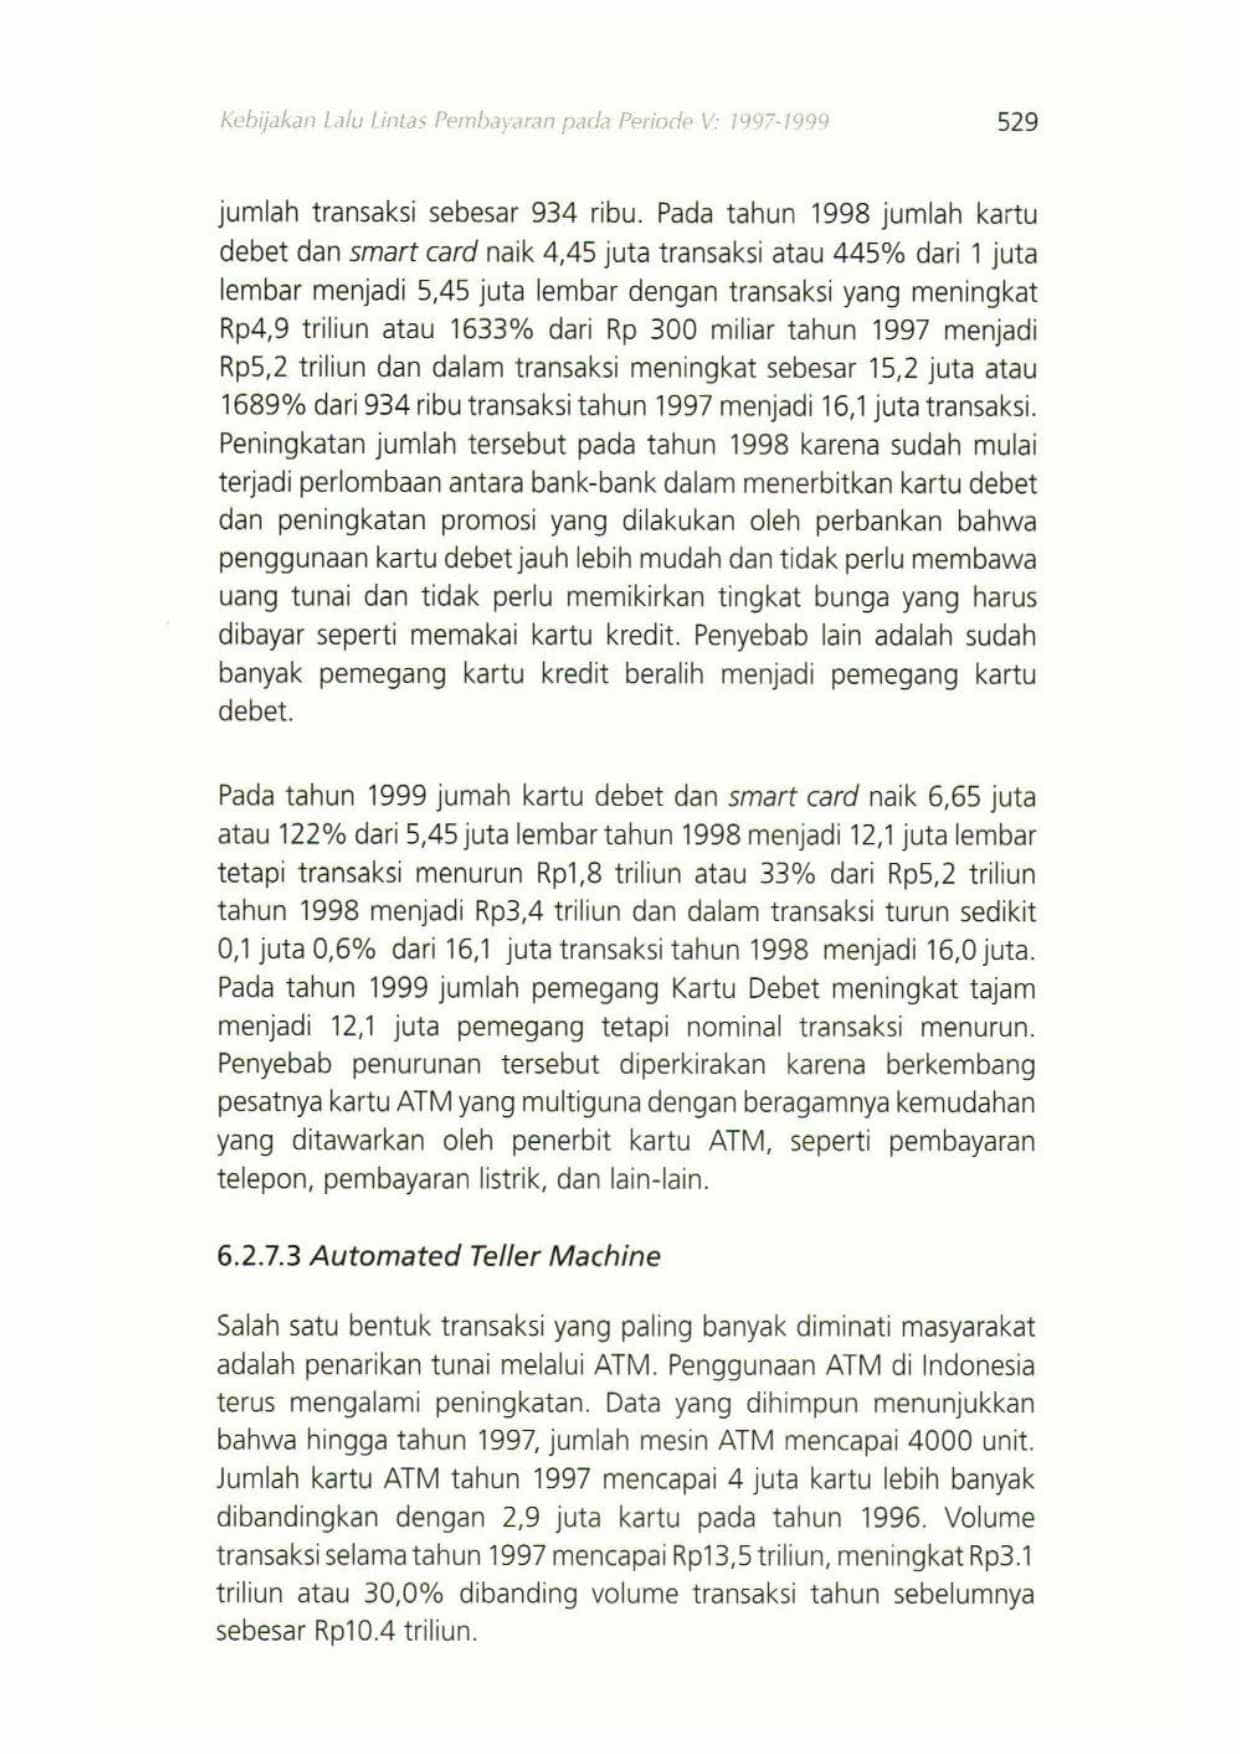 Kebijakan Lalu Lintas Pembayaran pada Periode V: 1997-1999 529
jumlah transaksi sebesar 934 ribu. Pada tahun 1998 jumlah kartu
debet dan smart card naik 4,45 juta transaksi atau 445% dari 1 juta
lembar menjadi 5,45 juta lembar dengan transaksi yang meningkat
Rp4,9 triliun atau 1633% dari Rp 300 miliar tahun 1997 menjadi
Rp5,2 triliun dan dalam transaksi meningkat sebesar 15,2 juta atau
1689% dari 934 ribu transaksi tahun 1997 menjadi 16,1 juta transaksi.
Peningkatan jumlah tersebut pada tahun 1998 karena sudah mulai
terjadi perlombaan antara bank-bank dalam menerbitkan kartu debet
dan peningkatan promosi yang dilakukan oleh perbankan bahwa
penggunaan kartu debet jauh lebih mudah dan tidak perlu membawa
uang tunai dan tidak perlu memikirkan tingkat bunga yang harus
dibayar seperti memakai kartu kredit. Penyebab lain adalah sudah
banyak pemegang kartu kredit beralih menjadi pemegang kartu
debet.
Pada tahun 1999 jumah kartu debet dan smart card naik 6,65 juta
atau 122% dari 5,45 juta lembar tahun 1998 menjadi 12,1 juta lembar
tetapi transaksi menurun Rp1,8 triliun atau 33% dari Rp5,2 triliun
tahun 1998 menjadi Rp3,4 triliun dan dalam transaksi turun sedikit
0,1 juta 0,6% dari 16,1 juta transaksi tahun 1998 menjadi 16,0 juta.
Pada tahun 1999 jumlah pemegang Kartu Debet meningkat tajam
menjadi 12,1 juta pemegang tetapi nominal transaksi menurun.
Penyebab penurunan tersebut diperkirakan karena berkembang
pesatnya kartu ATM yang multiguna dengan beragamnya kemudahan
yang ditawarkan oleh penerbit kartu ATM, seperti pembayaran
telepon, pembayaran listrik, dan lain-lain.
6.2.7.3 Automated Teller Machine
Salah satu bentuk transaksi yang paling banyak diminati masyarakat
adalah penarikan tunai melalui ATM. Penggunaan ATM di Indonesia
terus mengalami peningkatan. Data yang dihimpun menunjukkan
bahwa hingga tahun 1997, jumlah mesin ATM mencapai 4000 unit.
Jumlah kartu ATM tahun 1997 mencapai 4 juta kartu lebih banyak
dibandingkan dengan 2,9 juta kartu pada tahun 1996. Volume
transaksi selama tahun 1997 mencapai Rp13,5 triliun, meningkat Rp3.1
triliun atau 30,0% dibanding volume transaksi tahun sebelumnya
sebesar Rp10.4 triliun.